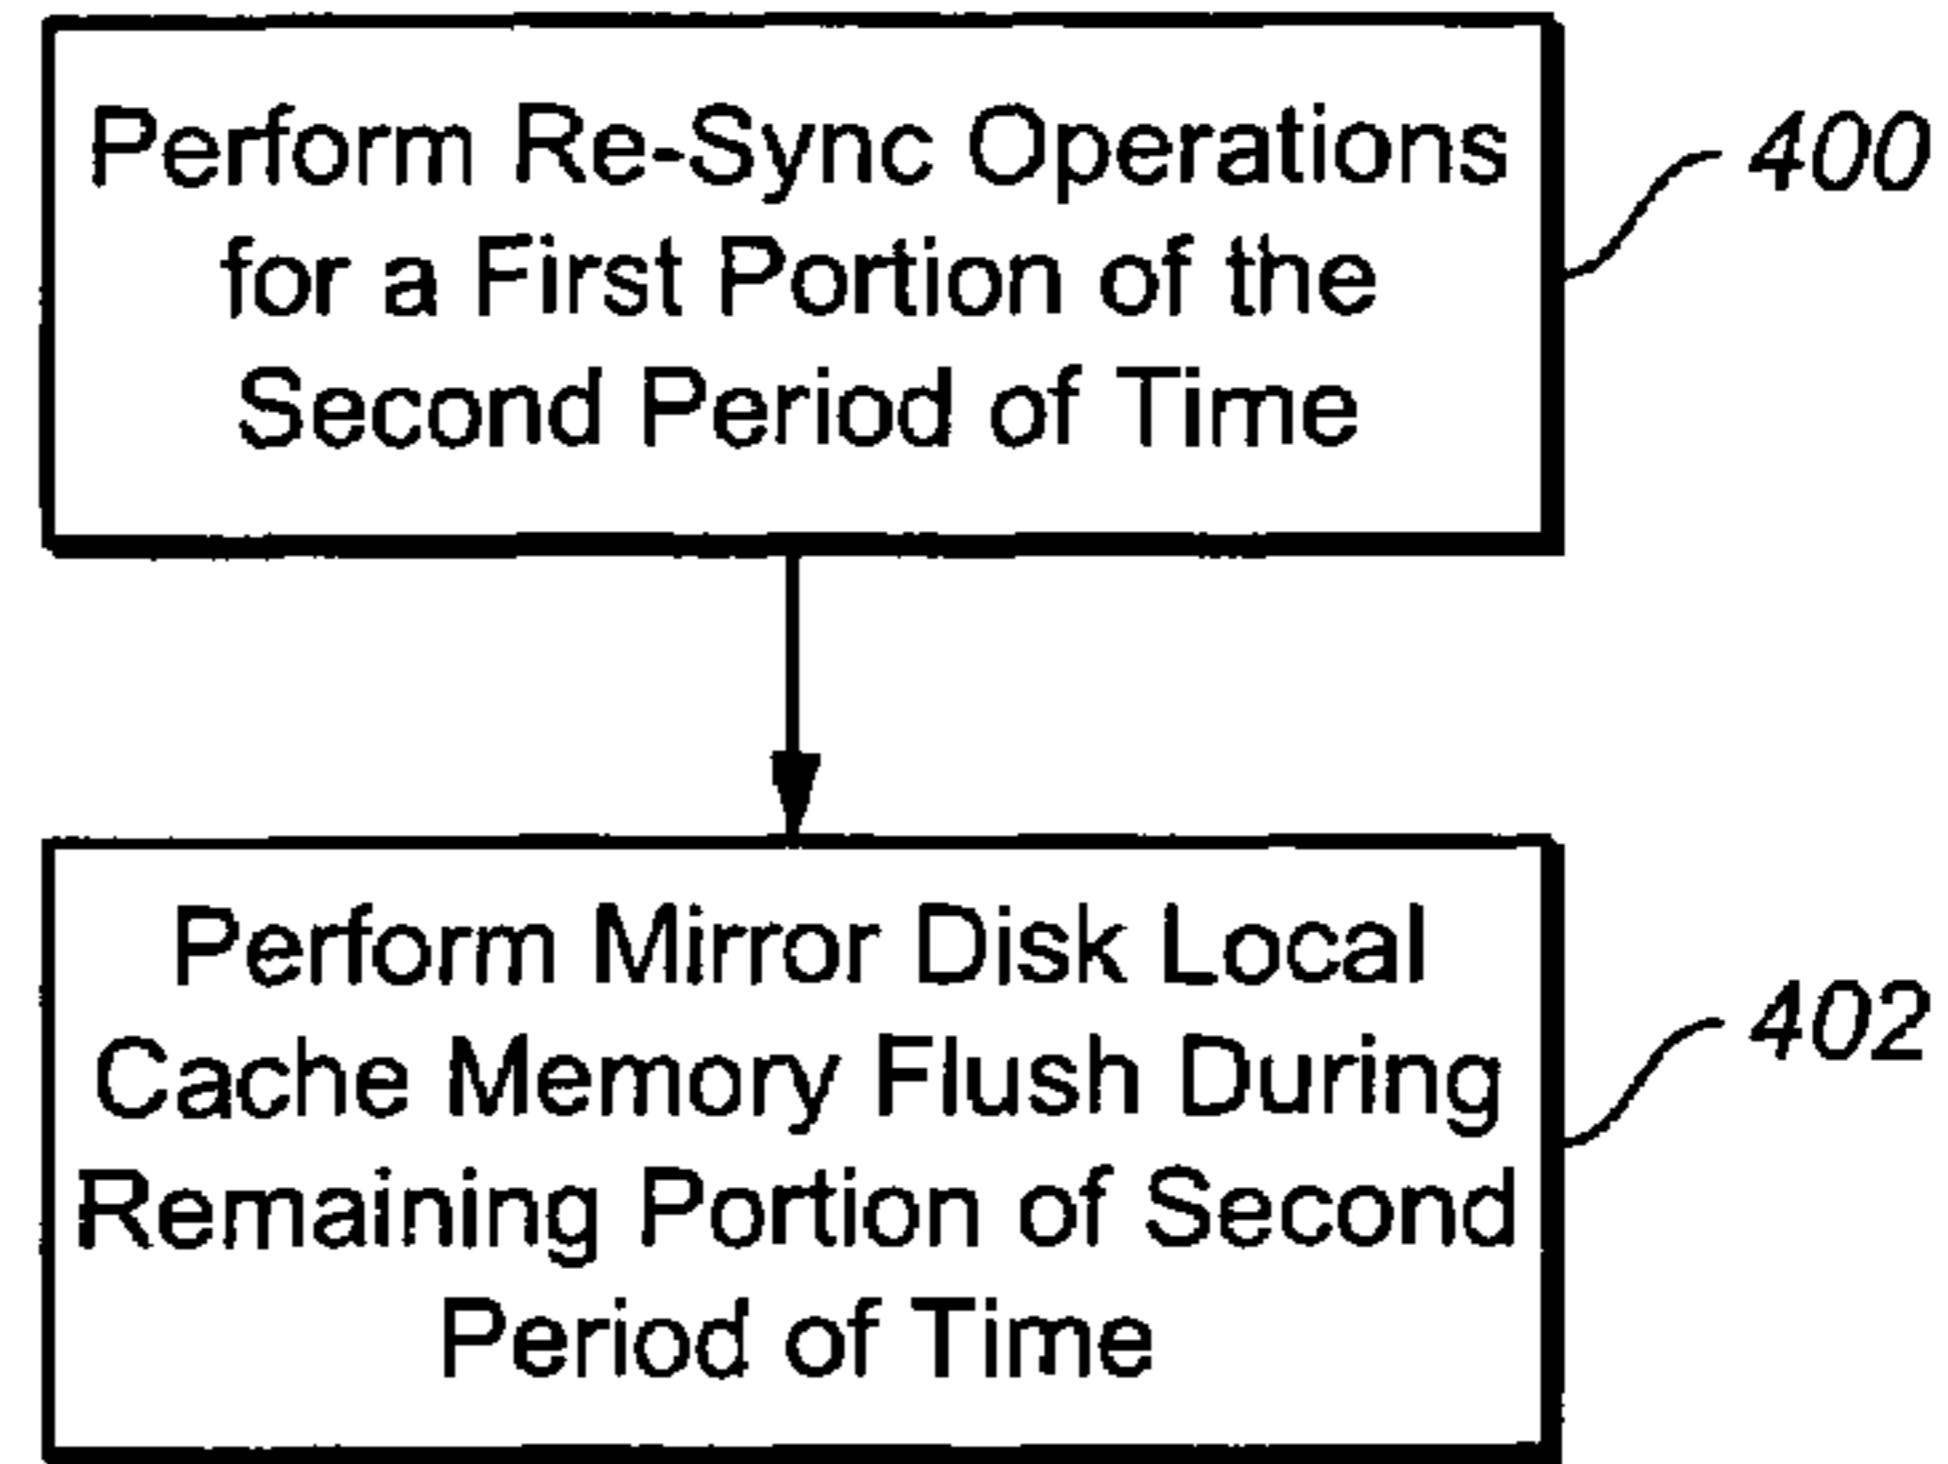 Perform Re-Sync Operations
for a First Portion of the
Second Period of Time
400
Perform Mirror Disk Local
Cache Memory Flush During
Remaining Portion of Second
Period of Time
402